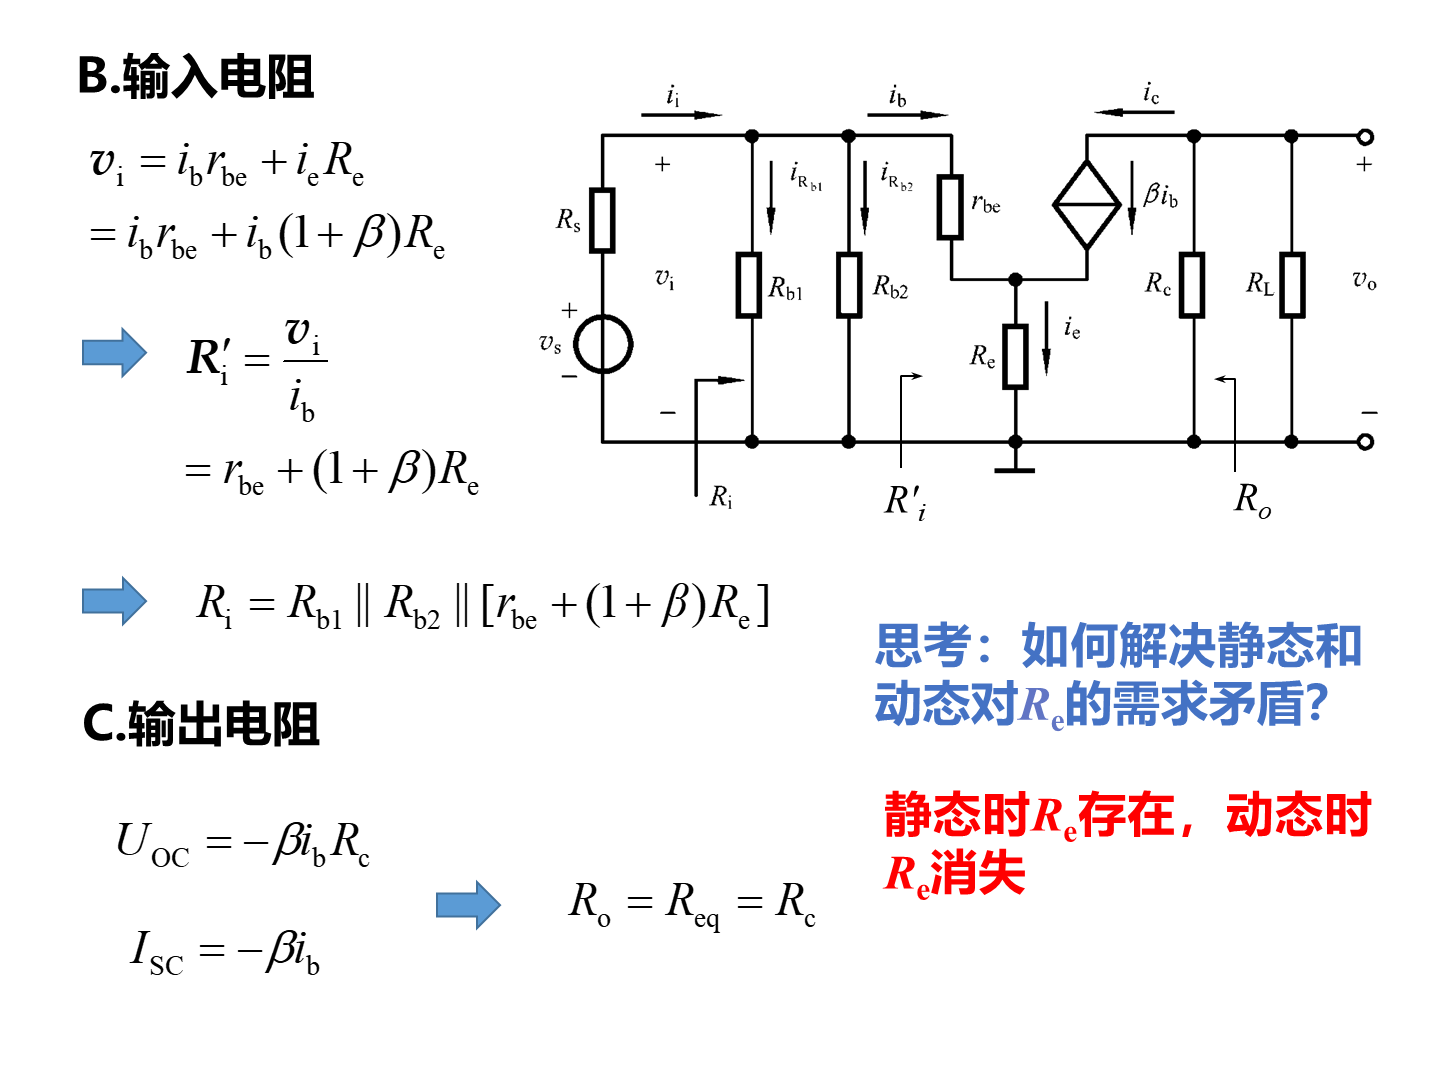 B.输入电阻
v_i = i_b r_be + i_e R_e
= i_b r_be + i_b (1 + β) R_e
R′_i = v_i / i_b
= r_be + (1 + β) R_e
R_i = R_b1 || R_b2 || [r_be + (1 + β) R_e]
C.输出电阻
U_OC = −β i_b R_c
I_SC = −β i_b
R_o = R_eq = R_c
i_i
i_b
i_c
+
i_Rb1
i_Rb2
+
R_s
r_be
β i_b
v_i
R_b1
R_b2
R_c
R_L
v_o
+
v_s
−
R_e
i_e
−
−
R_i
R′_i
R_o
思考：如何解决静态和
动态对R_e的需求矛盾？
静态时R_e存在，动态时
R_e消失